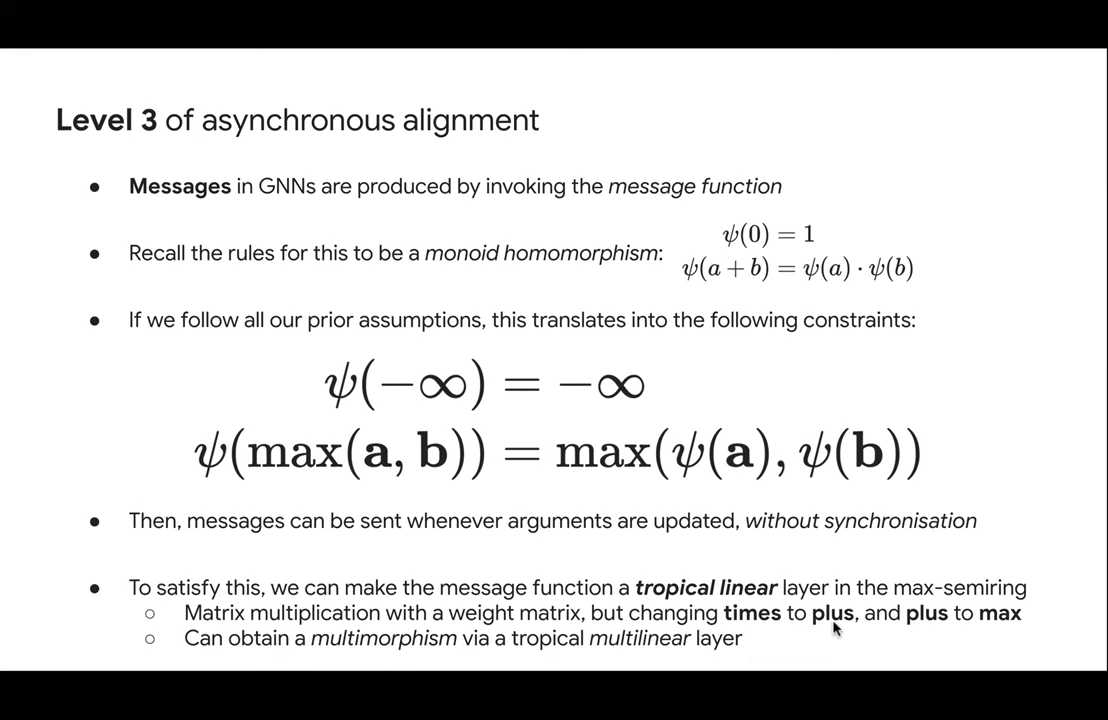 Level 3 of asynchronous alignment
● Messages in GNNs are produced by invoking the message function
● Recall the rules for this to be a monoid homomorphism:
ψ(0) = 1
ψ(a + b) = ψ(a) · ψ(b)
● If we follow all our prior assumptions, this translates into the following constraints:
ψ(−∞) = −∞
ψ(max(a, b)) = max(ψ(a), ψ(b))
● Then, messages can be sent whenever arguments are updated, without synchronisation
● To satisfy this, we can make the message function a tropical linear layer in the max-semiring
○ Matrix multiplication with a weight matrix, but changing times to plus, and plus to max
○ Can obtain a multimorphism via a tropical multilinear layer